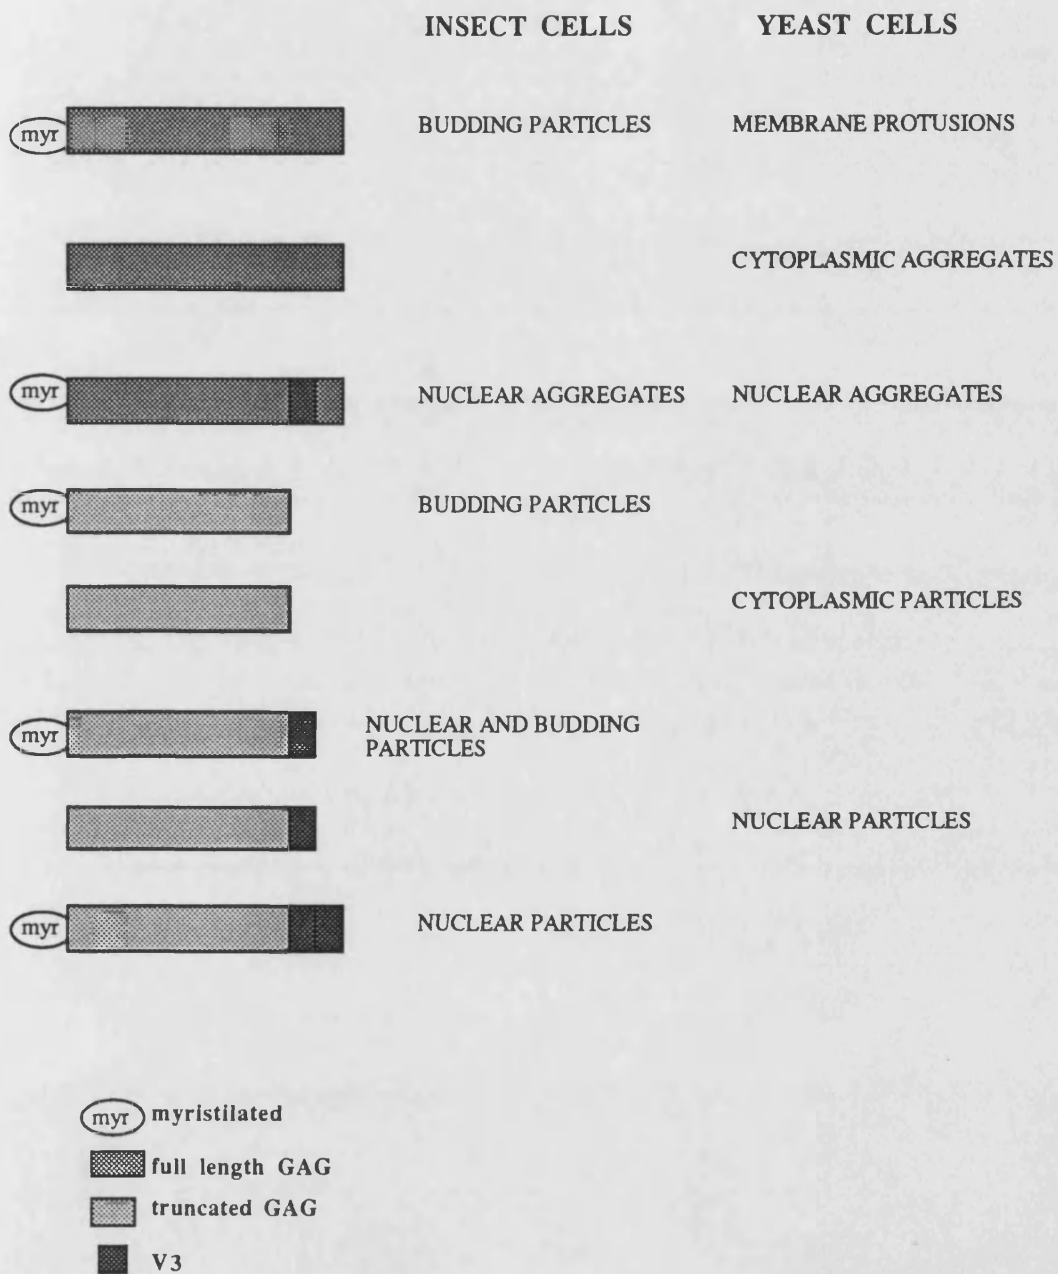 INSECT CELLS YEAST CELLS
myr BUDDING PARTICLES MEMBRANE PROTUSIONS
CYTOPLASMIC AGGREGATES
myr NUCLEAR AGGREGATES NUCLEAR AGGREGATES
myr BUDDING PARTICLES
CYTOPLASMIC PARTICLES
myr NUCLEAR AND BUDDING
PARTICLES
NUCLEAR PARTICLES
myr NUCLEAR PARTICLES
myr myristilated
full length GAG
truncated GAG
V3